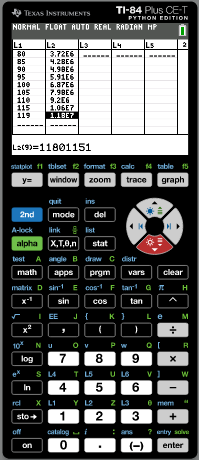 TEXAS INSTRUMENTS TI-84 Plus CE-T
PYTHON EDITION
NORMAL FLOAT AUTO REAL RADIAN MP
L1 L2 L3 L4 L5 2
80 3.72E6 ------ ------ ------
85 4.28E6
90 4.90E6
95 5.91E6
100 6.87E6
105 7.98E6
110 9.2E6
115 1.06E7
119 1.18E7
------ ------
L2(9)=11801151
statplot f1 tblset f2 format f3 calc f4 table f5
y= window zoom trace graph
quit ins
2nd mode del
A-lock link list
alpha X,T,θ,n stat
test A angle B draw C distr
math apps prgm vars clear
matrix D sin⁻¹ E cos⁻¹ F tan⁻¹ G π H
x⁻¹ sin cos tan ^
√ I EE J { K } L e M
x² , ( ) ÷
10ˣ N u O v P w Q [ R
log 7 8 9 ×
eˣ S L4 T L5 U L6 V ] W
ln 4 5 6 −
rcl X L1 Y L2 Z L3 θ mem "
sto→ 1 2 3 +
off catalog i : ans ? entry solve
on 0 . (−) enter